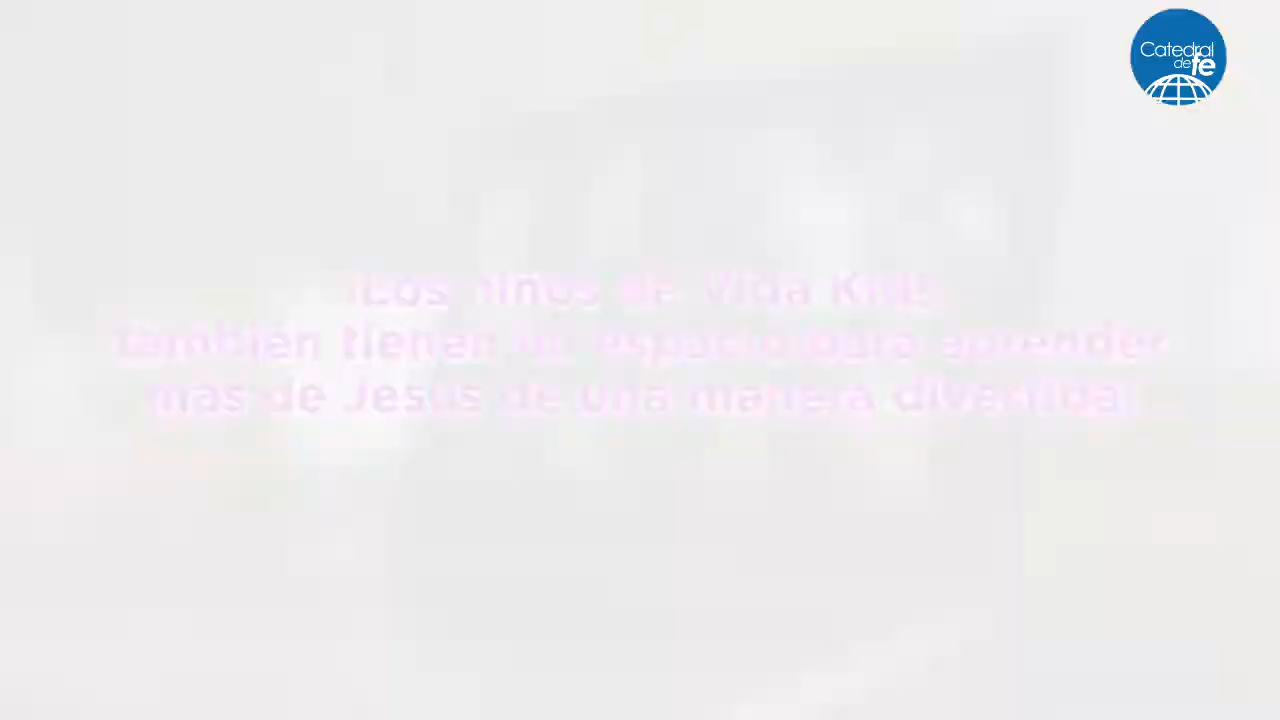 Catedral
de fe
¡Los niños de Vida Kids
también tienen un espacio para aprender
más de Jesús de una manera divertida!